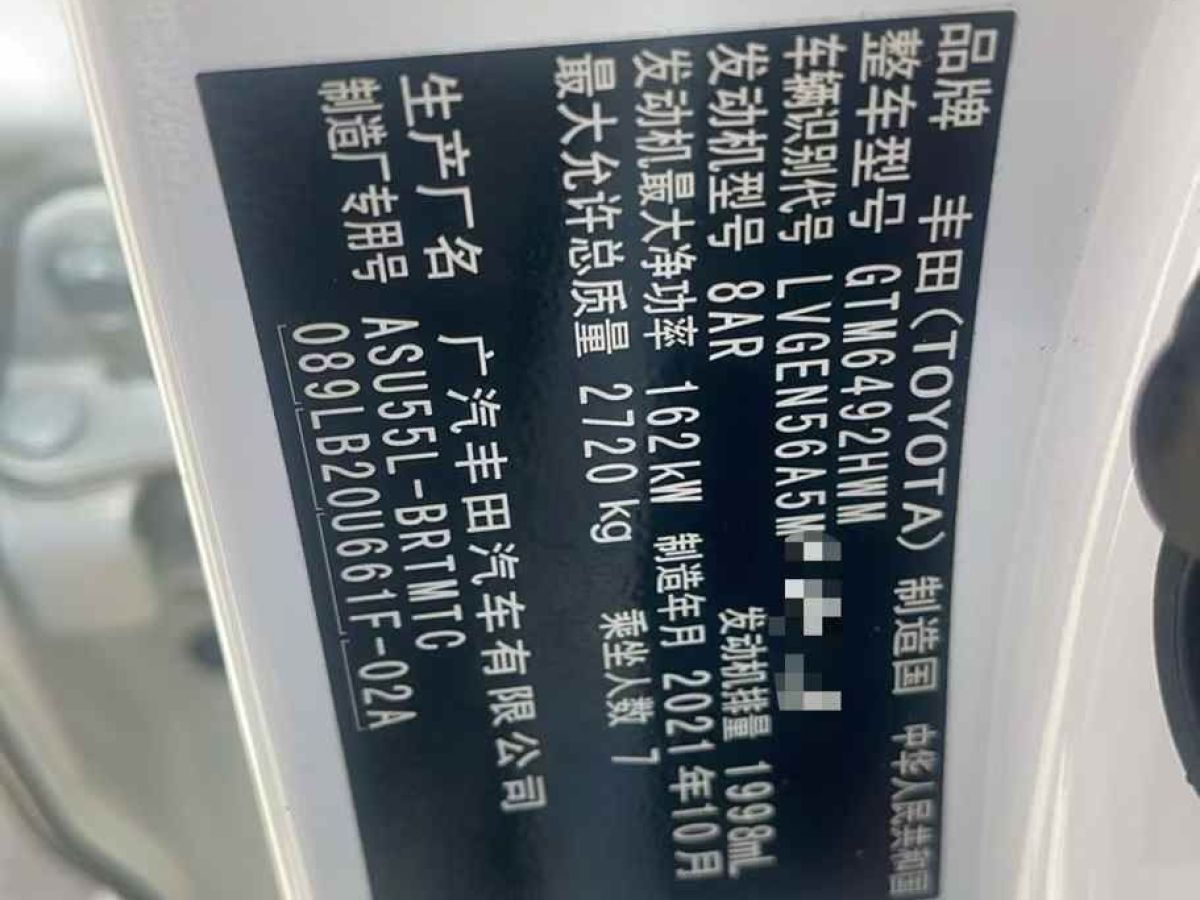 品牌 丰田(TOYOTA) 制造国 中华人民共和国
整车型号 GTM6492HWM
车辆识别代号 LVGEN56A5M
发动机型号 8AR 发动机排量 1998mL
发动机最大净功率 162kW 制造年月 2021年10月
最大允许总质量 2720kg 乘坐人数 7
生产厂名 广汽丰田汽车有限公司
制造厂专用号 ASU55L-BRTMTC
089LB20U661F-02A